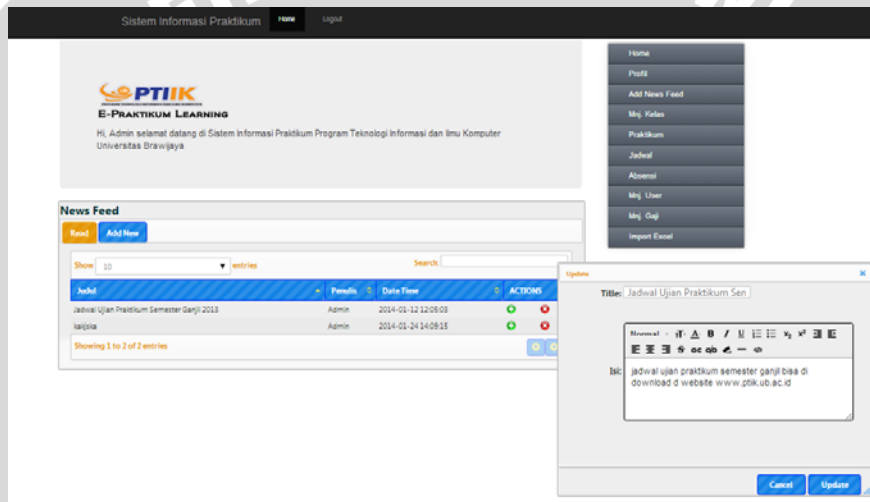 Sistem Informasi Praktikum Home Logout
PTIIK
E-PRAKTIKUM LEARNING
Hi, Admin selamat datang di Sistem Informasi Praktikum Program Teknologi Informasi dan Ilmu Komputer
Universitas Brawijaya
Home
Profil
Add News Feed
Mnj. Kelas
Praktikum
Jadwal
Absensi
Mnj. User
Mnj. Gaji
Import Excel
News Feed
Read Add New
Show 10 entries Search:
Judul Penulis Date Time ACTIONS
Jadwal Ujian Praktikum Semester Ganjil 2013 Admin 2014-01-12 12:05:03
kaijska Admin 2014-01-24 14:09:15
Showing 1 to 2 of 2 entries
Update
Title: Jadwal Ujian Praktikum Sen
Normal
Isi: jadwal ujian praktikum semester ganjil bisa di
download d website www.ptiik.ub.ac.id
Cancel Update